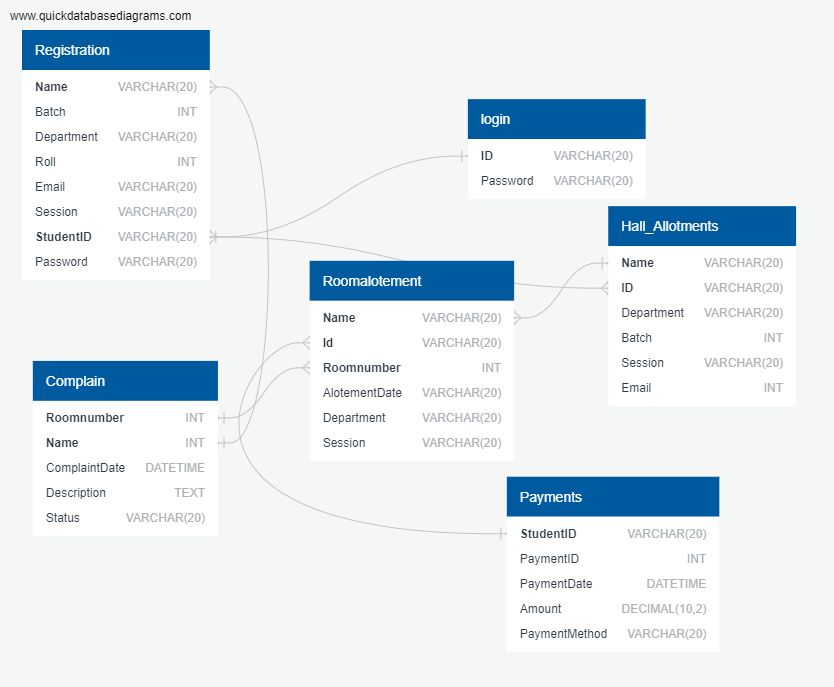 www.quickdatabasediagrams.com
Registration
Name VARCHAR(20)
Batch INT
Department VARCHAR(20)
Roll INT
Email VARCHAR(20)
Session VARCHAR(20)
StudentID VARCHAR(20)
Password VARCHAR(20)
login
ID VARCHAR(20)
Password VARCHAR(20)
Hall_Allotments
Name VARCHAR(20)
ID VARCHAR(20)
Department VARCHAR(20)
Batch INT
Session VARCHAR(20)
Email INT
Roomalotement
Name VARCHAR(20)
Id VARCHAR(20)
Roomnumber INT
AlotementDate VARCHAR(20)
Department VARCHAR(20)
Session VARCHAR(20)
Complain
Roomnumber INT
Name INT
ComplaintDate DATETIME
Description TEXT
Status VARCHAR(20)
Payments
StudentID VARCHAR(20)
PaymentID INT
PaymentDate DATETIME
Amount DECIMAL(10,2)
PaymentMethod VARCHAR(20)